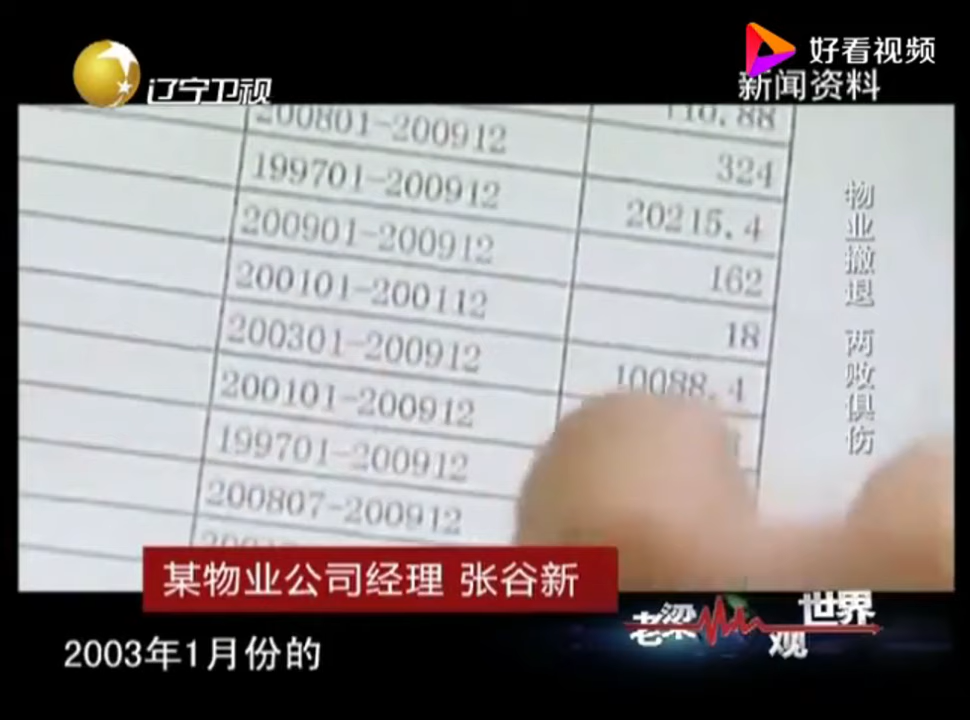 好看视频
辽宁卫视
新闻资料
200801-200912
324
199701-200912
20215.4
200901-200912
162
200101-200112
18
200301-200912
10088.4
200101-200912
199701-200912
200807-200912
物业撤退 两败俱伤
某物业公司经理 张谷新
老梁观世界
2003年1月份的